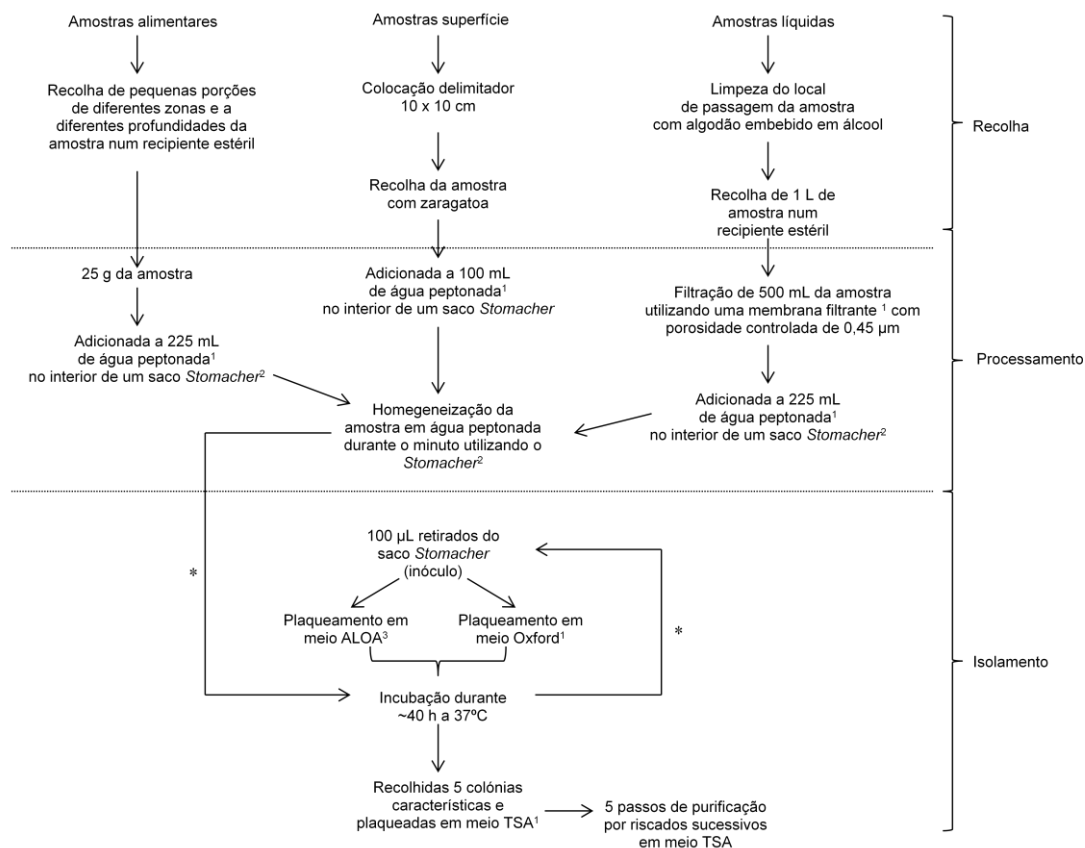 Amostras alimentares
Recolha de pequenas porções
de diferentes zonas e a
diferentes profundidades da
amostra num recipiente estéril
Amostras superfície
Colocação delimitador
10 x 10 cm
Recolha da amostra
com zaragatoa
Amostras líquidas
Limpeza do local
de passagem da amostra
com algodão embebido em álcool
Recolha de 1 L de
amostra num
recipiente estéril
Recolha
25 g da amostra
Adicionada a 225 mL
de água peptonada¹
no interior de um saco Stomacher²
Adicionada a 100 mL
de água peptonada¹
no interior de um saco Stomacher
Filtração de 500 mL da amostra
utilizando uma membrana filtrante ¹ com
porosidade controlada de 0,45 µm
Adicionada a 225 mL
de água peptonada¹
no interior de um saco Stomacher²
Homegeneização da
amostra em água peptonada
durante o minuto utilizando o
Stomacher²
Processamento
*
100 µL retirados do
saco Stomacher
(inóculo)
Plaqueamento em
meio ALOA³
Plaqueamento em
meio Oxford¹
*
Incubação durante
~40 h a 37ºC
Recolhidas 5 colónias
características e
plaqueadas em meio TSA¹
5 passos de purificação
por riscados sucessivos
em meio TSA
Isolamento